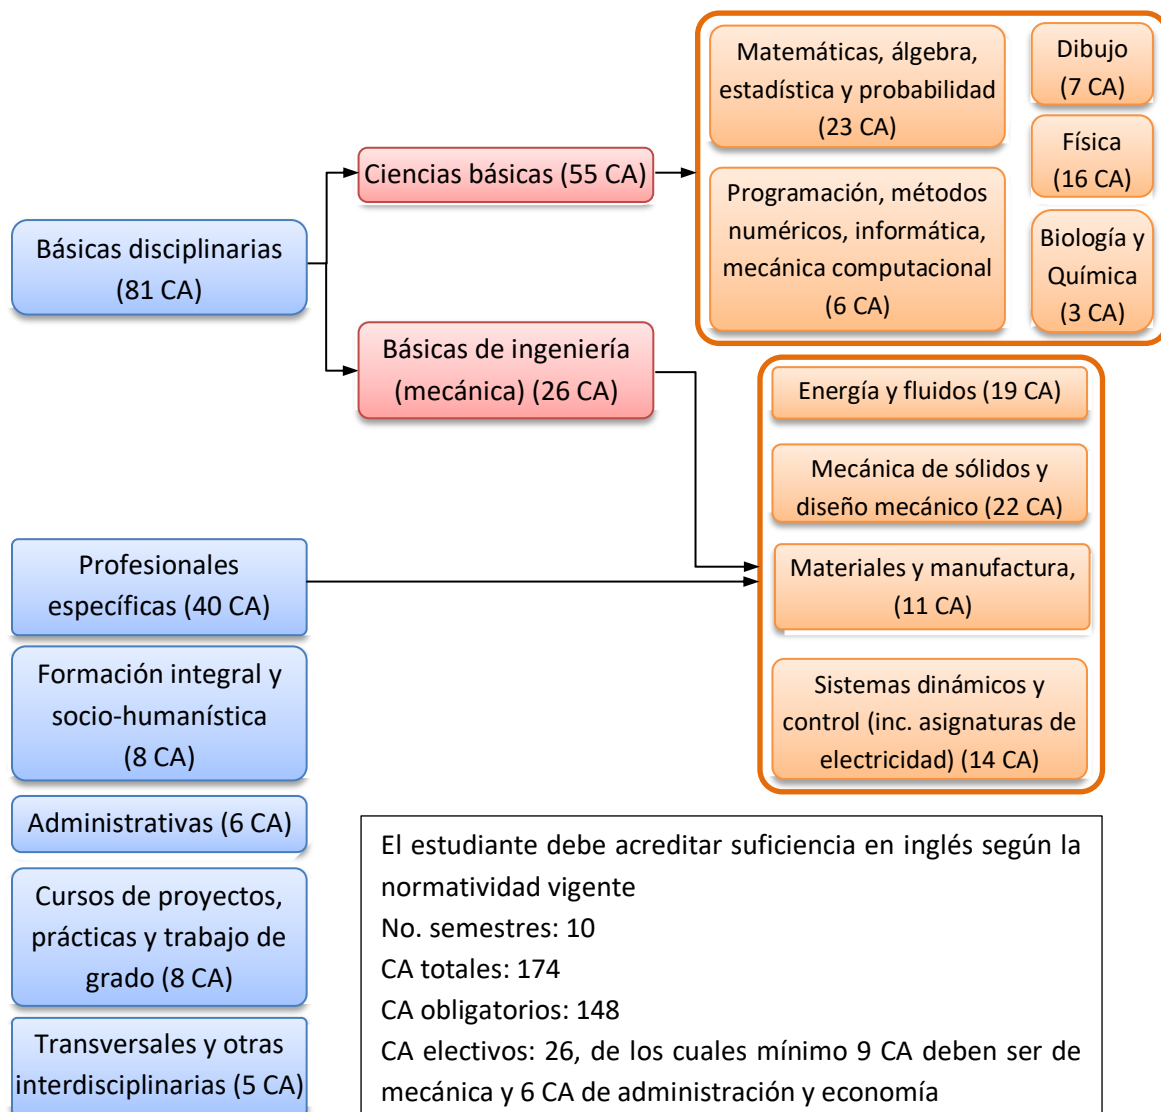 Matemáticas, álgebra,
estadística y probabilidad
(23 CA)
Dibujo
(7 CA)
Física
(16 CA)
Ciencias básicas (55 CA)
Programación, métodos
numéricos, informática,
mecánica computacional
(6 CA)
Biología y
Química
(3 CA)
Básicas disciplinarias
(81 CA)
Básicas de ingeniería
(mecánica) (26 CA)
Energía y fluidos (19 CA)
Mecánica de sólidos y
diseño mecánico (22 CA)
Materiales y manufactura,
(11 CA)
Sistemas dinámicos y
control (inc. asignaturas de
electricidad) (14 CA)
Profesionales
específicas (40 CA)
Formación integral y
socio-humanística
(8 CA)
Administrativas (6 CA)
Cursos de proyectos,
prácticas y trabajo de
grado (8 CA)
Transversales y otras
interdisciplinarias (5 CA)
El estudiante debe acreditar suficiencia en inglés según la
normatividad vigente
No. semestres: 10
CA totales: 174
CA obligatorios: 148
CA electivos: 26, de los cuales mínimo 9 CA deben ser de
mecánica y 6 CA de administración y economía